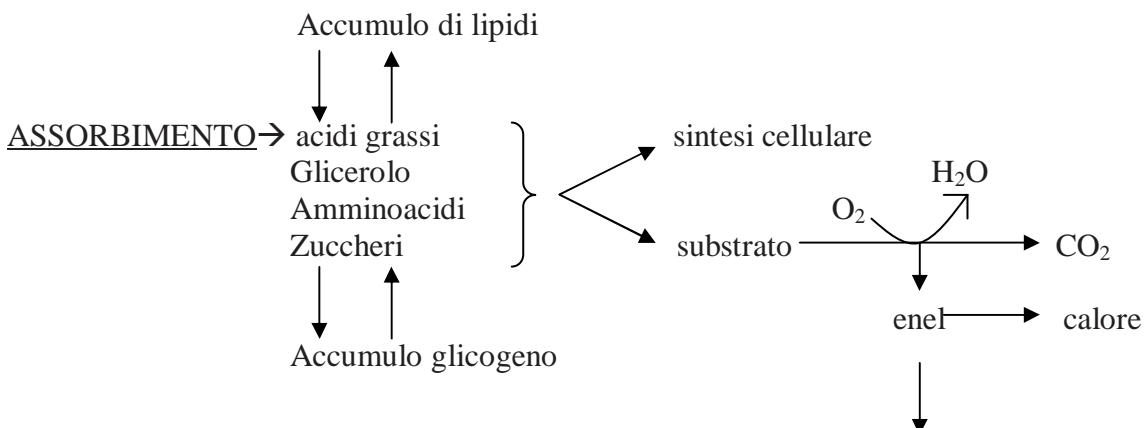 Accumulo di lipidi
ASSORBIMENTO→ acidi grassi
Glicerolo
Amminoacidi
Zuccheri
Accumulo glicogeno
sintesi cellulare
substrato
O₂
H₂O
CO₂
enel
calore